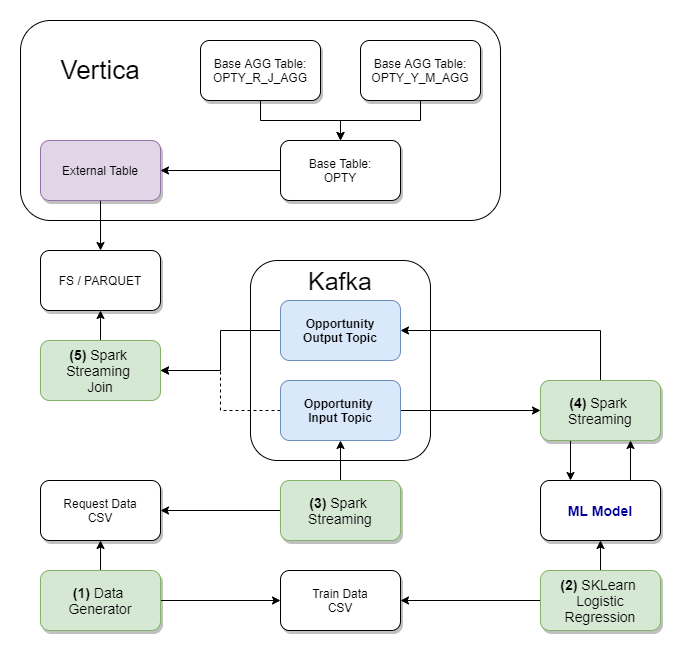 Vertica
Base AGG Table:
OPTY_R_J_AGG
Base AGG Table:
OPTY_Y_M_AGG
External Table
Base Table:
OPTY
FS / PARQUET
Kafka
Opportunity
Output Topic
(5) Spark
Streaming
Join
Opportunity
Input Topic
(4) Spark
Streaming
Request Data
CSV
(3) Spark
Streaming
ML Model
(1) Data
Generator
Train Data
CSV
(2) SKLearn
Logistic
Regression